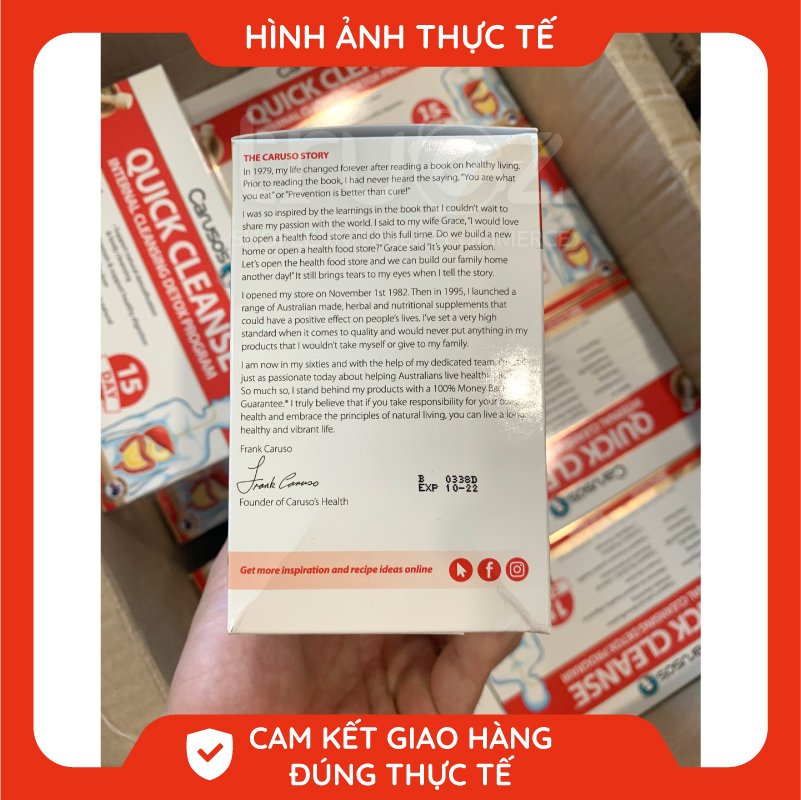 HÌNH ẢNH THỰC TẾ
THE CARUSO STORY
In 1979, my life changed forever after reading a book on healthy living.
Prior to reading the book, I had never heard the saying, "You are what
you eat" or "Prevention is better than cure!"
I was so inspired by the learnings in the book that I couldn't wait to
share my passion with the world. I said to my wife Grace, "I would love
to open a health food store and do this full time. Do we build a new
home or open a health food store?" Grace said "It's your passion.
Let's open the health food store and we can build our family home
another day!" It still brings tears to my eyes when I tell the story.
I opened my store on November 1st 1982. Then in 1995, I launched a
range of Australian made, herbal and nutritional supplements that
could have a positive effect on people's lives. I've set a very high
standard when it comes to quality and would never put anything in my
products that I wouldn't take myself or give to my family.
I am now in my sixties and with the help of my dedicated team,
just as passionate today about helping Australians live
So much so, I stand behind my products with a 100% Money
Guarantee.* I truly believe that if you take responsibility for your
health and embrace the principles of natural living, you can live a
healthy and vibrant life.
Frank Caruso
Frank Caruso
Founder of Caruso's Health
B 0338D
EXP 10-22
Get more inspiration and recipe ideas online
Carusos
QUICK CLEANSE
INTERNAL CLEANSING DETOX PROGRAM
15
DAY
QUICK CLEANSE
15
QUICK CLEANSE
Carusos
QUICK CLEANSE
Carusos
CAM KẾT GIAO HÀNG
ĐÚNG THỰC TẾ